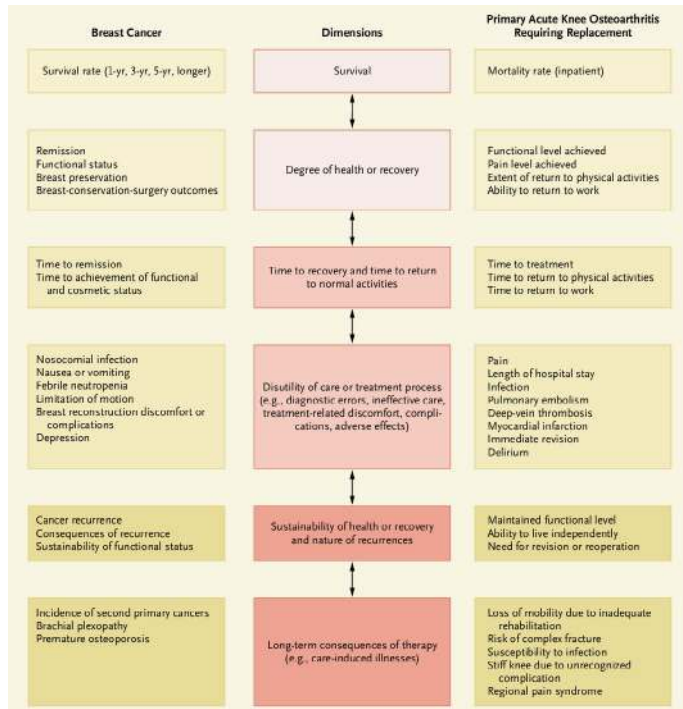 Breast Cancer
Dimensions
Primary Acute Knee Osteoarthritis
Requiring Replacement
Survival rate (1-yr, 3-yr, 5-yr, longer)
Survival
Mortality rate (inpatient)
Remission
Functional status
Breast preservation
Breast-conservation-surgery outcomes
Degree of health or recovery
Functional level achieved
Pain level achieved
Extent of return to physical activities
Ability to return to work
Time to remission
Time to achievement of functional
and cosmetic status
Time to recovery and time to return
to normal activities
Time to treatment
Time to return to physical activities
Time to return to work
Nosocomial infection
Nausea or vomiting
Febrile neutropenia
Limitation of motion
Breast reconstruction discomfort or
complications
Depression
Disutility of care or treatment process
(e.g., diagnostic errors, ineffective care,
treatment-related discomfort, compli-
cations, adverse effects)
Pain
Length of hospital stay
Infection
Pulmonary embolism
Deep-vein thrombosis
Myocardial infarction
Immediate revision
Delirium
Cancer recurrence
Consequences of recurrence
Sustainability of functional status
Sustainability of health or recovery
and nature of recurrences
Maintained functional level
Ability to live independently
Need for revision or reoperation
Incidence of second primary cancers
Brachial plexopathy
Premature osteoporosis
Long-term consequences of therapy
(e.g., care-induced illnesses)
Loss of mobility due to inadequate
rehabilitation
Risk of complex fracture
Susceptibility to infection
Stiff knee due to unrecognized
complication
Regional pain syndrome